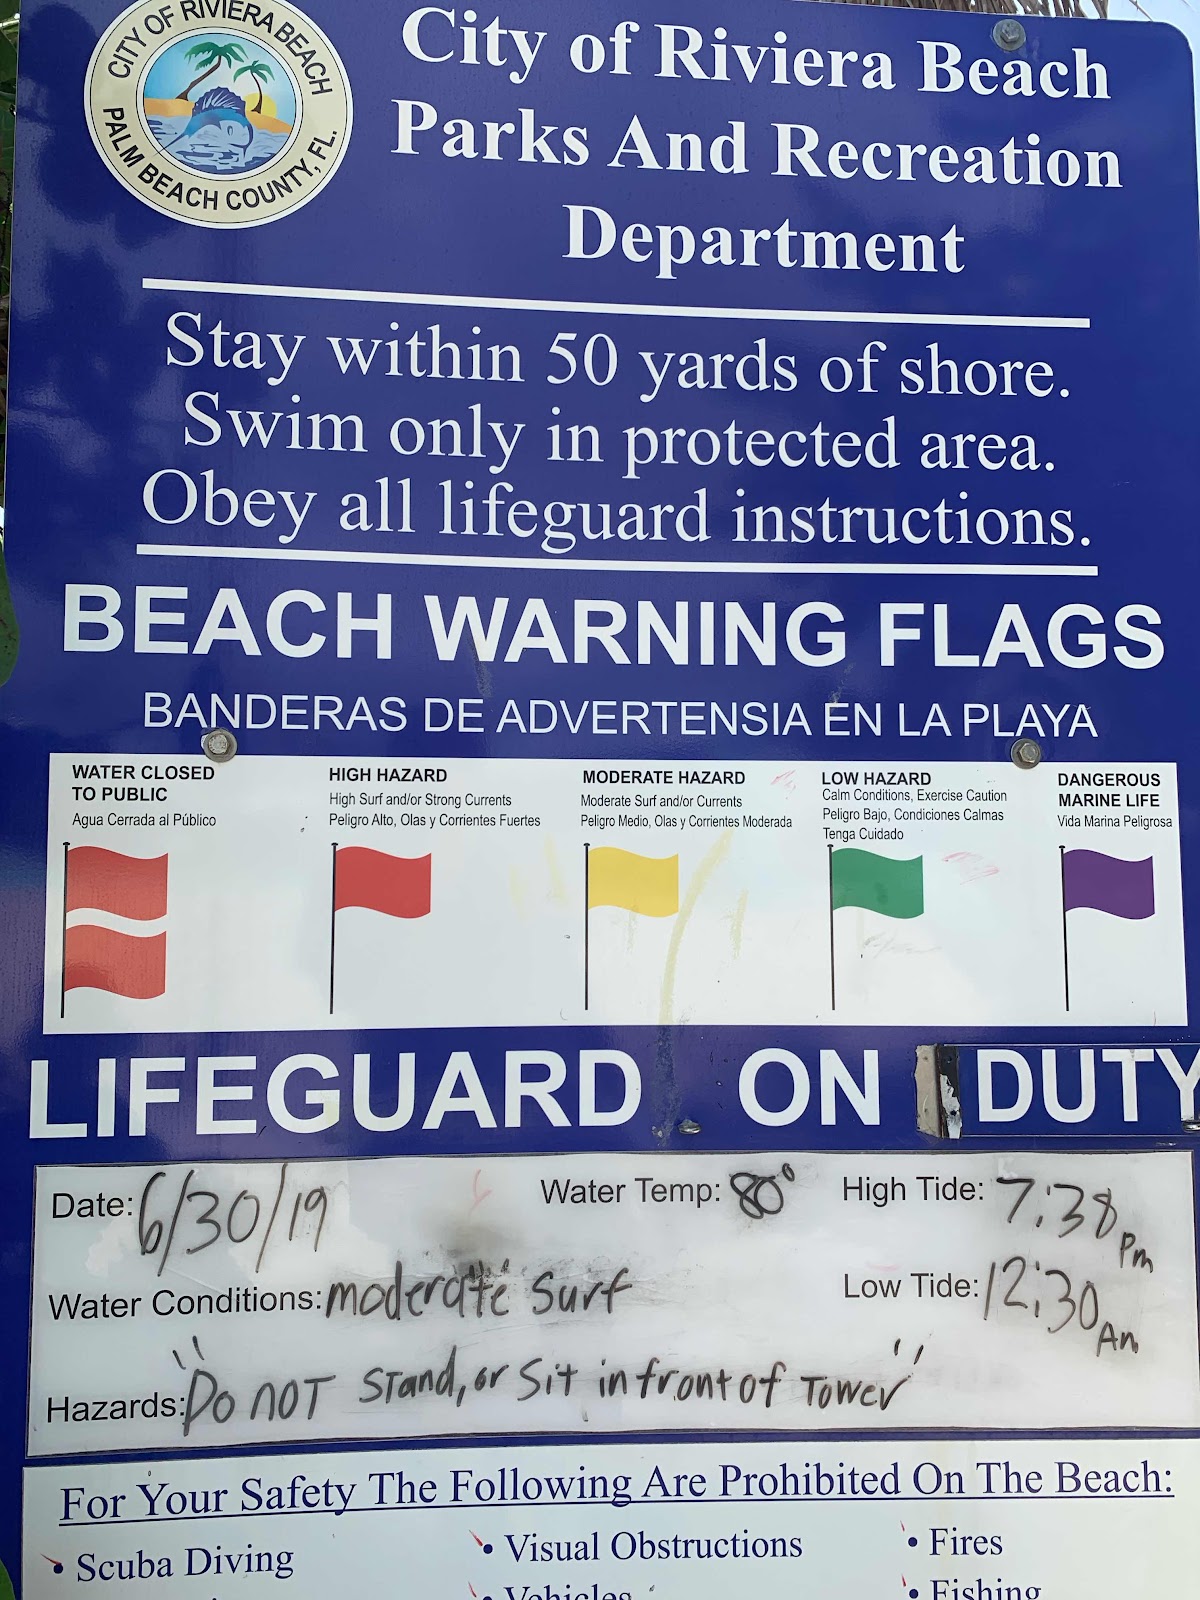 CITY OF RIVIERA BEACH
PALM BEACH COUNTY, FL.
City of Riviera Beach
Parks And Recreation
Department
Stay within 50 yards of shore.
Swim only in protected area.
Obey all lifeguard instructions.
BEACH WARNING FLAGS
BANDERAS DE ADVERTENSIA EN LA PLAYA
WATER CLOSED
TO PUBLIC
Agua Cerrada al Público
HIGH HAZARD
High Surf and/or Strong Currents
Peligro Alto, Olas y Corrientes Fuertes
MODERATE HAZARD
Moderate Surf and/or Currents
Peligro Medio, Olas y Corrientes Moderada
LOW HAZARD
Calm Conditions, Exercise Caution
Peligro Bajo, Condiciones Calmas
Tenga Cuidado
DANGEROUS
MARINE LIFE
Vida Marina Peligrosa
LIFEGUARD ON DUTY
Date: 6/30/19 Water Temp: 80° High Tide: 7:38 Pm
Water Conditions: moderate surf Low Tide: 12:30 Am
Hazards: "Do NOT Stand, or Sit in front of Tower"
For Your Safety The Following Are Prohibited On The Beach:
• Scuba Diving • Visual Obstructions • Fires
• Vehicles • Fishing